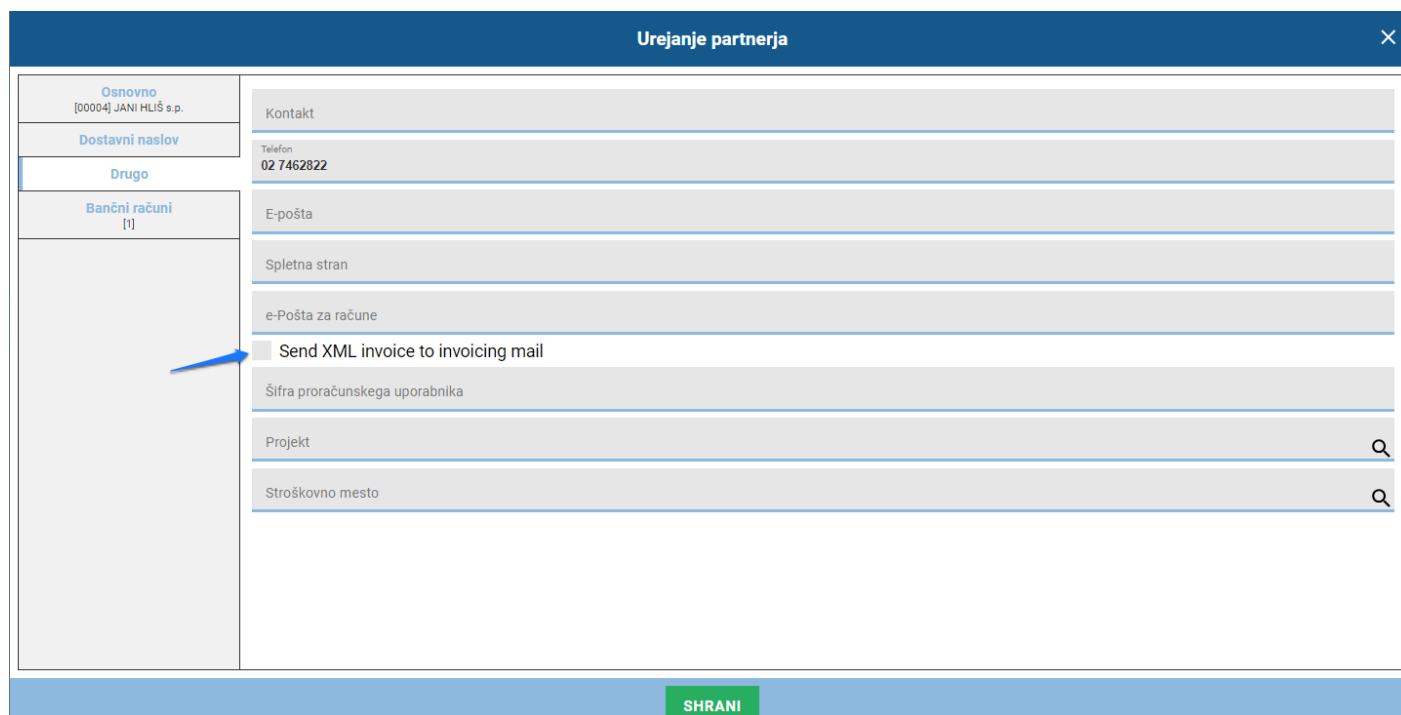 Urejanje partnerja
Osnovno
[00004] JANI HLIŠ s.p.
Dostavni naslov
Drugo
Bančni računi
[1]
Kontakt
Telefon
02 7462822
E-pošta
Spletna stran
e-Pošta za račune
Send XML invoice to invoicing mail
Šifra proračunskega uporabnika
Projekt
Stroškovno mesto
SHRANI